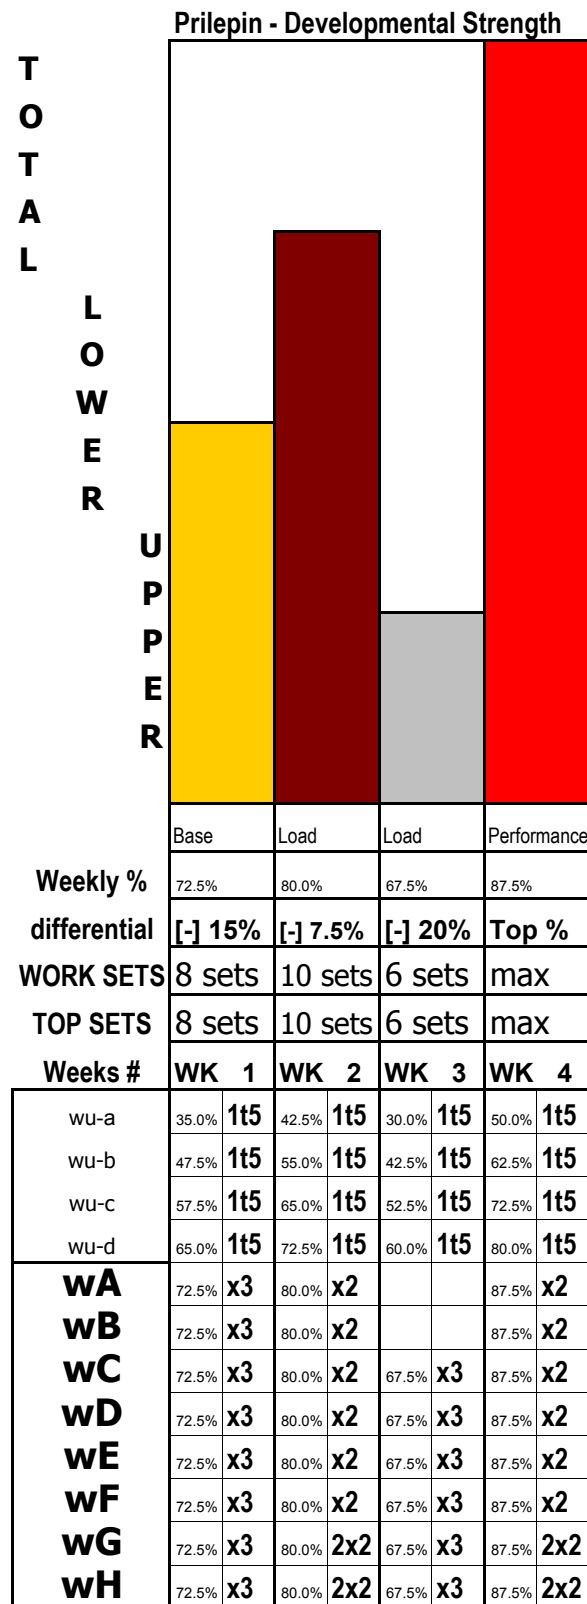 Prilepin - Developmental Strength
T
O
T
A
L
L
O
W
E
R
U
P
P
E
R
Base Load Load Performance
Weekly % 72.5% 80.0% 67.5% 87.5%
differential [-] 15% [-] 7.5% [-] 20% Top %
WORK SETS 8 sets 10 sets 6 sets max
TOP SETS 8 sets 10 sets 6 sets max
Weeks # WK 1 WK 2 WK 3 WK 4
wu-a 35.0% 1t5 42.5% 1t5 30.0% 1t5 50.0% 1t5
wu-b 47.5% 1t5 55.0% 1t5 42.5% 1t5 62.5% 1t5
wu-c 57.5% 1t5 65.0% 1t5 52.5% 1t5 72.5% 1t5
wu-d 65.0% 1t5 72.5% 1t5 60.0% 1t5 80.0% 1t5
wA 72.5% x3 80.0% x2 87.5% x2
wB 72.5% x3 80.0% x2 87.5% x2
wC 72.5% x3 80.0% x2 67.5% x3 87.5% x2
wD 72.5% x3 80.0% x2 67.5% x3 87.5% x2
wE 72.5% x3 80.0% x2 67.5% x3 87.5% x2
wF 72.5% x3 80.0% x2 67.5% x3 87.5% x2
wG 72.5% x3 80.0% 2x2 67.5% x3 87.5% 2x2
wH 72.5% x3 80.0% 2x2 67.5% x3 87.5% 2x2